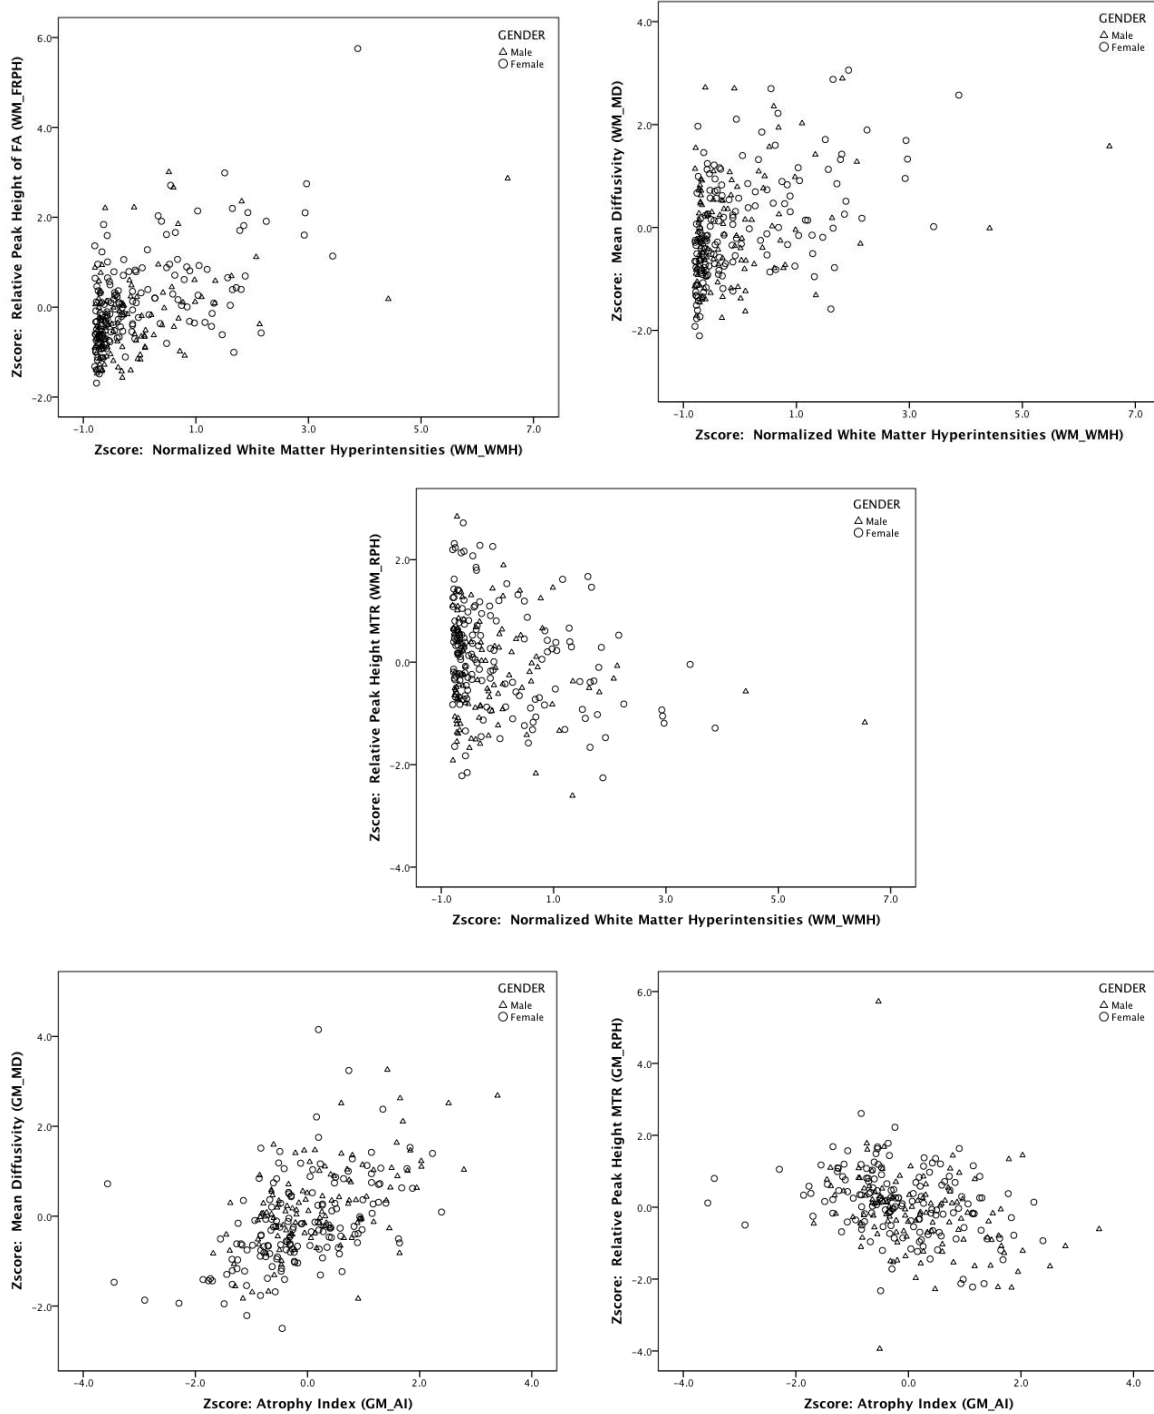 GENDER
Male
Female
6.0
4.0
2.0
0.0
-2.0
Zscore: Relative Peak Height of FA (WM_FRPH)
-1.0 1.0 3.0 5.0 7.0
Zscore: Normalized White Matter Hyperintensities (WM_WMH)
GENDER
Male
Female
4.0
2.0
0.0
-2.0
Zscore: Mean Diffusivity (WM_MD)
-1.0 1.0 3.0 5.0 7.0
Zscore: Normalized White Matter Hyperintensities (WM_WMH)
GENDER
Male
Female
2.0
0.0
-2.0
-4.0
Zscore: Relative Peak Height MTR (WM_RPH)
-1.0 1.0 3.0 5.0 7.0
Zscore: Normalized White Matter Hyperintensities (WM_WMH)
GENDER
Male
Female
4.0
2.0
0.0
-2.0
Zscore: Mean Diffusivity (GM_MD)
-4.0 -2.0 0.0 2.0 4.0
Zscore: Atrophy Index (GM_AI)
GENDER
Male
Female
6.0
4.0
2.0
0.0
-2.0
-4.0
Zscore: Relative Peak Height MTR (GM_RPH)
-4.0 -2.0 0.0 2.0 4.0
Zscore: Atrophy Index (GM_AI)